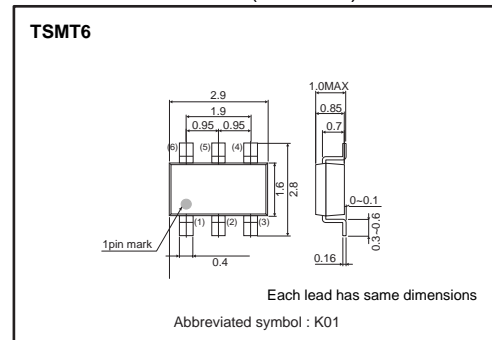 TSMT6
2.9
1.9
0.95 0.95
(6) (5) (4)
1.6
2.8
(1) (2) (3)
1pin mark
0.4
1.0MAX
0.85
0.7
0~0.1
0.3~0.6
0.16
Each lead has same dimensions
Abbreviated symbol : K01